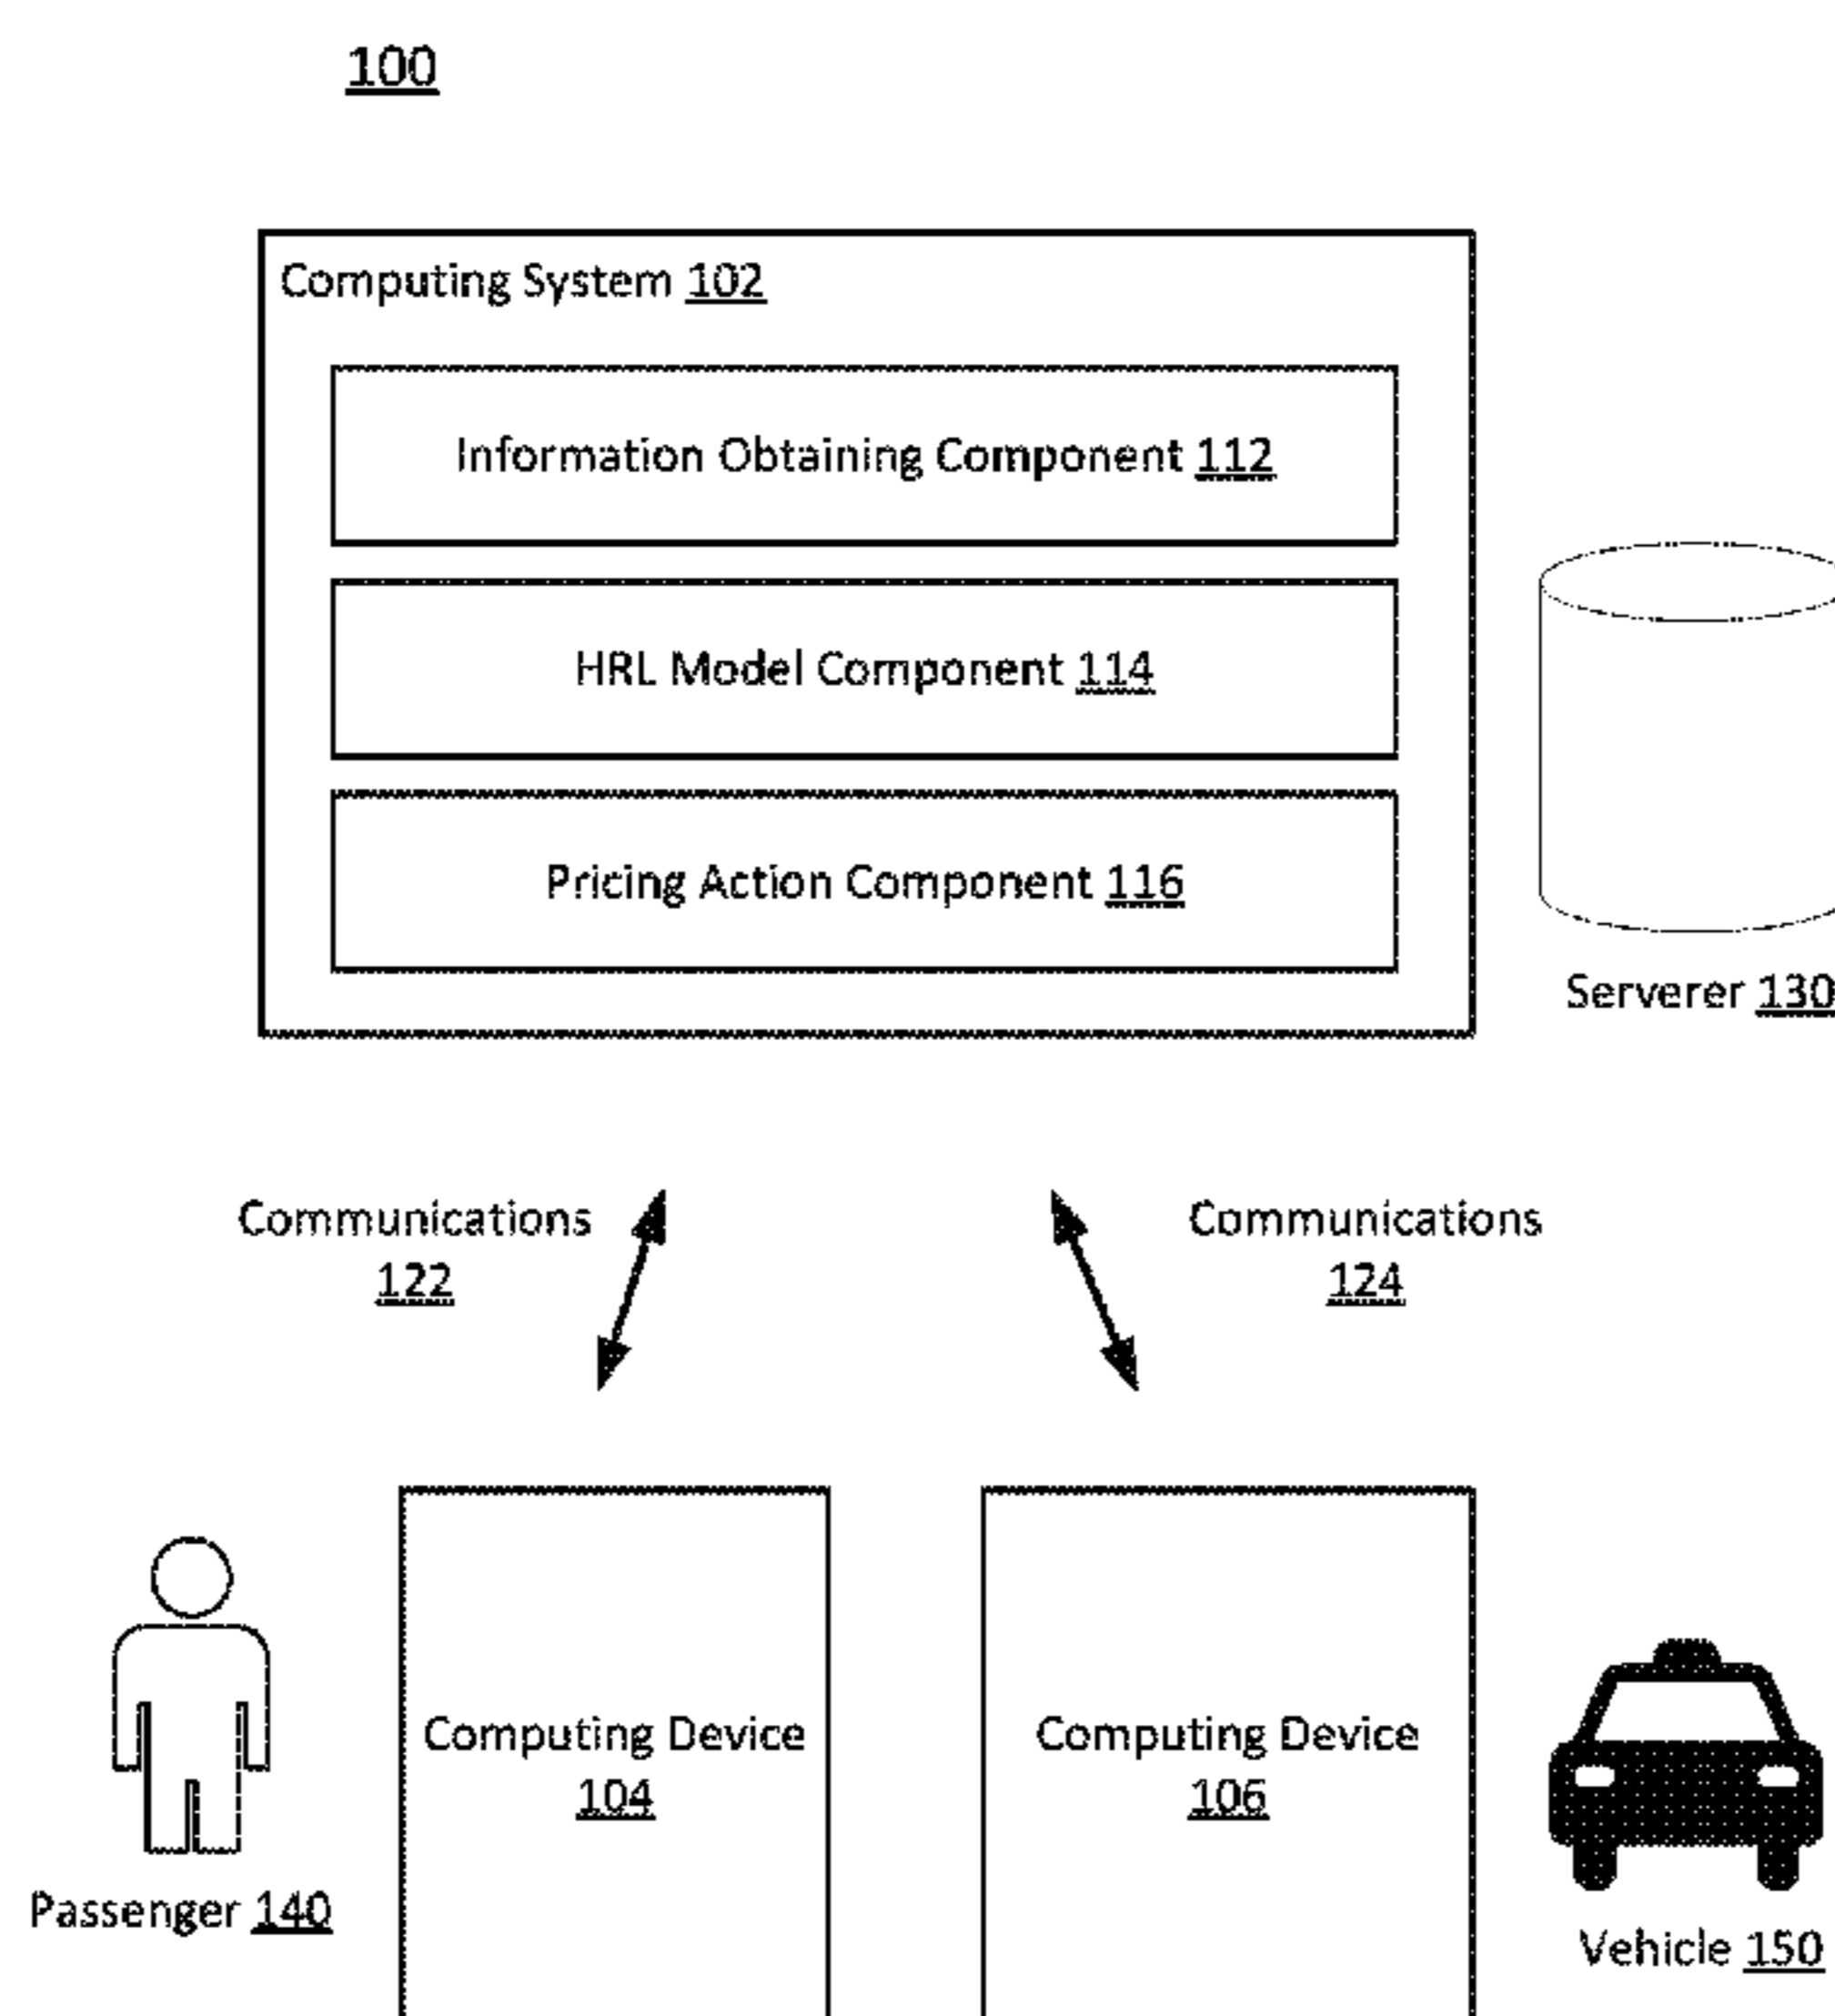 100
Computing System 102
Information Obtaining Component 112
HRL Model Component 114
Pricing Action Component 116
Serverer 130
Communications
122
Communications
124
Computing Device
104
Computing Device
106
Passenger 140
Vehicle 150